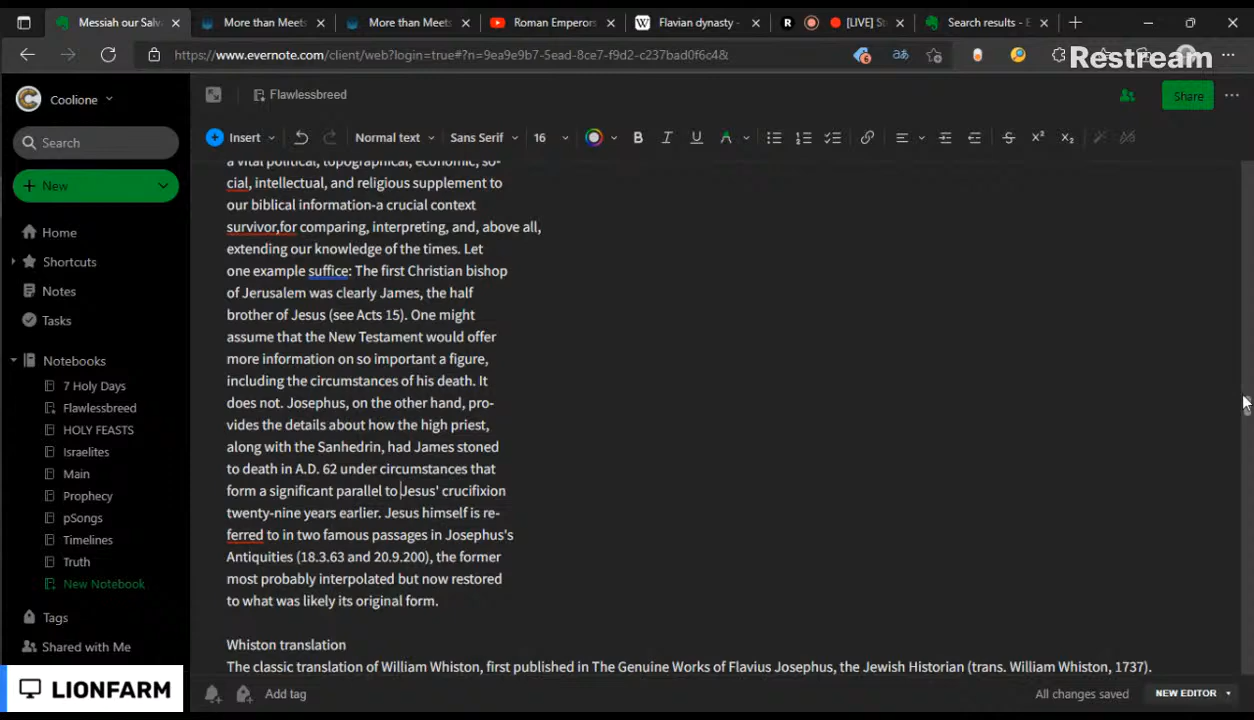 Messiah our Salv
More than Meets
More than Meets
Roman Emperors
Flavian dynasty -
[LIVE] St
Search results - E
https://www.evernote.com/client/web?login=true#?n=9ea9e9b7-5ead-8ce7-f9d2-c237bad0f6c4&
Restream
Coolione
Flawlessbreed
Share
Search
Insert
Normal text
Sans Serif
16
New
Home
Shortcuts
Notes
Tasks
Notebooks
7 Holy Days
Flawlessbreed
HOLY FEASTS
Israelites
Main
Prophecy
pSongs
Timelines
Truth
New Notebook
Tags
Shared with Me
LIONFARM
a vital political, topographical, economic, so-
cial, intellectual, and religious supplement to
our biblical information-a crucial context
survivor,for comparing, interpreting, and, above all,
extending our knowledge of the times. Let
one example suffice: The first Christian bishop
of Jerusalem was clearly James, the half
brother of Jesus (see Acts 15). One might
assume that the New Testament would offer
more information on so important a figure,
including the circumstances of his death. It
does not. Josephus, on the other hand, pro-
vides the details about how the high priest,
along with the Sanhedrin, had James stoned
to death in A.D. 62 under circumstances that
form a significant parallel to Jesus' crucifixion
twenty-nine years earlier. Jesus himself is re-
ferred to in two famous passages in Josephus's
Antiquities (18.3.63 and 20.9.200), the former
most probably interpolated but now restored
to what was likely its original form.
Whiston translation
The classic translation of William Whiston, first published in The Genuine Works of Flavius Josephus, the Jewish Historian (trans. William Whiston, 1737).
Add tag
All changes saved
NEW EDITOR